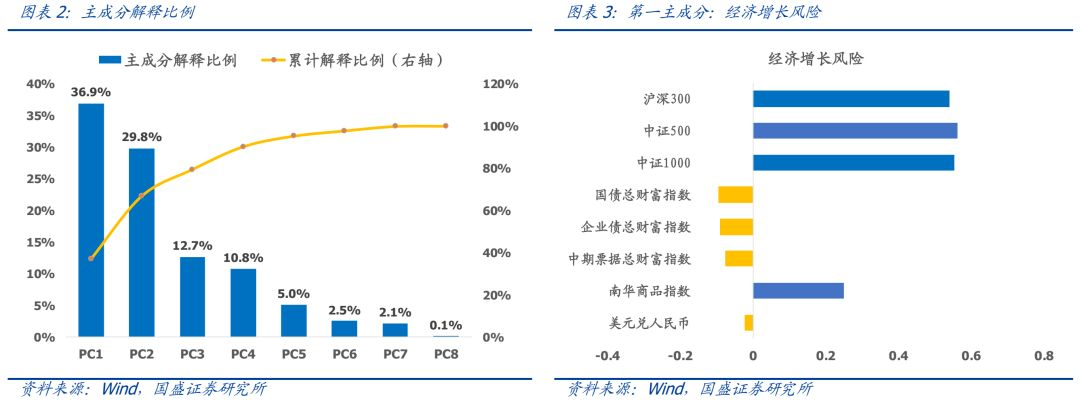 图表 2：主成分解释比例
主成分解释比例
累计解释比例（右轴）
40%
35%
30%
25%
20%
15%
10%
5%
0%
120%
100%
80%
60%
40%
20%
0%
36.9%
29.8%
12.7%
10.8%
5.0%
2.5%
2.1%
0.1%
PC1
PC2
PC3
PC4
PC5
PC6
PC7
PC8
资料来源：Wind，国盛证券研究所
图表 3：第一主成分：经济增长风险
经济增长风险
沪深300
中证500
中证1000
国债总财富指数
企业债总财富指数
中期票据总财富指数
南华商品指数
美元兑人民币
-0.4
-0.2
0
0.2
0.4
0.6
0.8
资料来源：Wind，国盛证券研究所